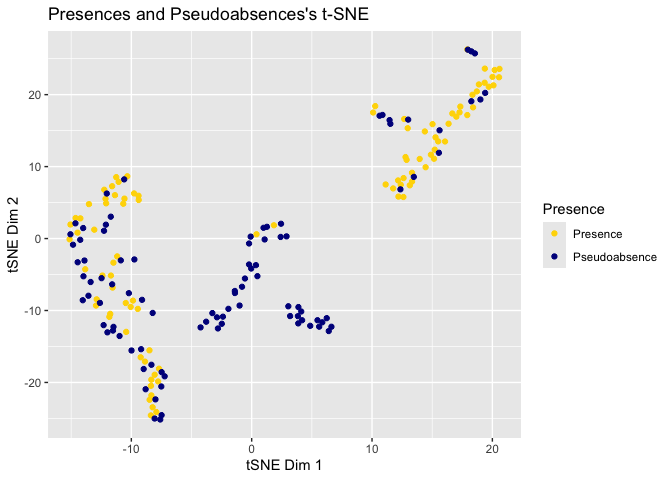 Presences and Pseudoabsences's t-SNE
20
10
0
-10
-20
tSNE Dim 2
-10
0
10
20
tSNE Dim 1
Presence
Presence
Pseudoabsence